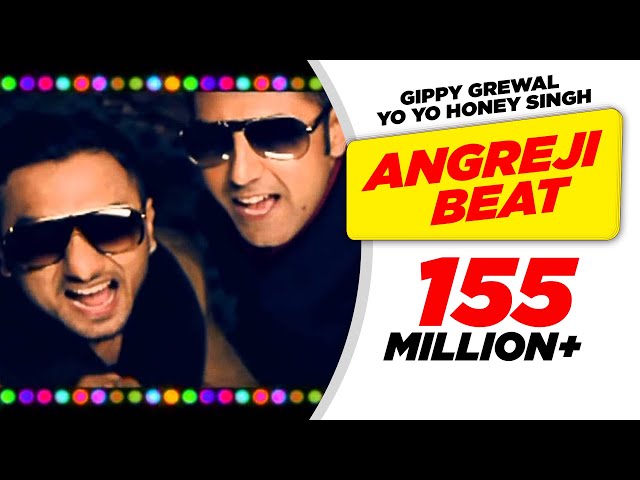 GIPPY GREWAL
YO YO HONEY SINGH
ANGREJI
BEAT
155
MILLION+